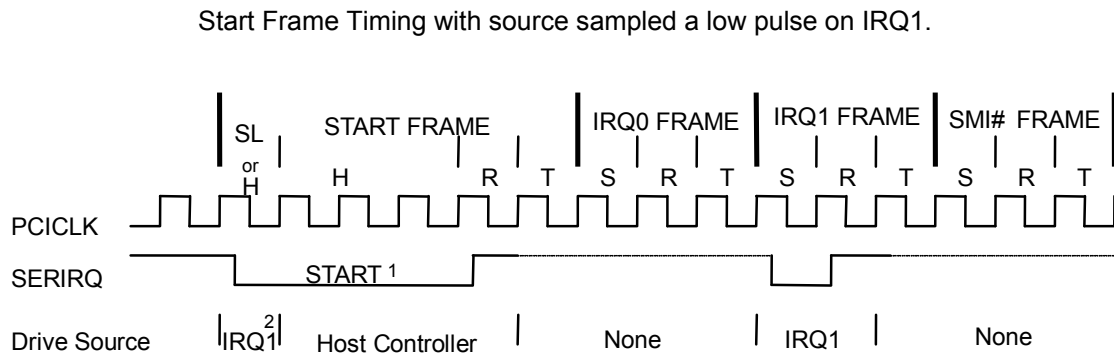 Start Frame Timing with source sampled a low pulse on IRQ1.
SL or H
START FRAME
IRQ0 FRAME
IRQ1 FRAME
SMI# FRAME
H R T S R T S R T S R T
PCICLK
SERIRQ
START 1
Drive Source
IRQ1 2
Host Controller
None
IRQ1
None